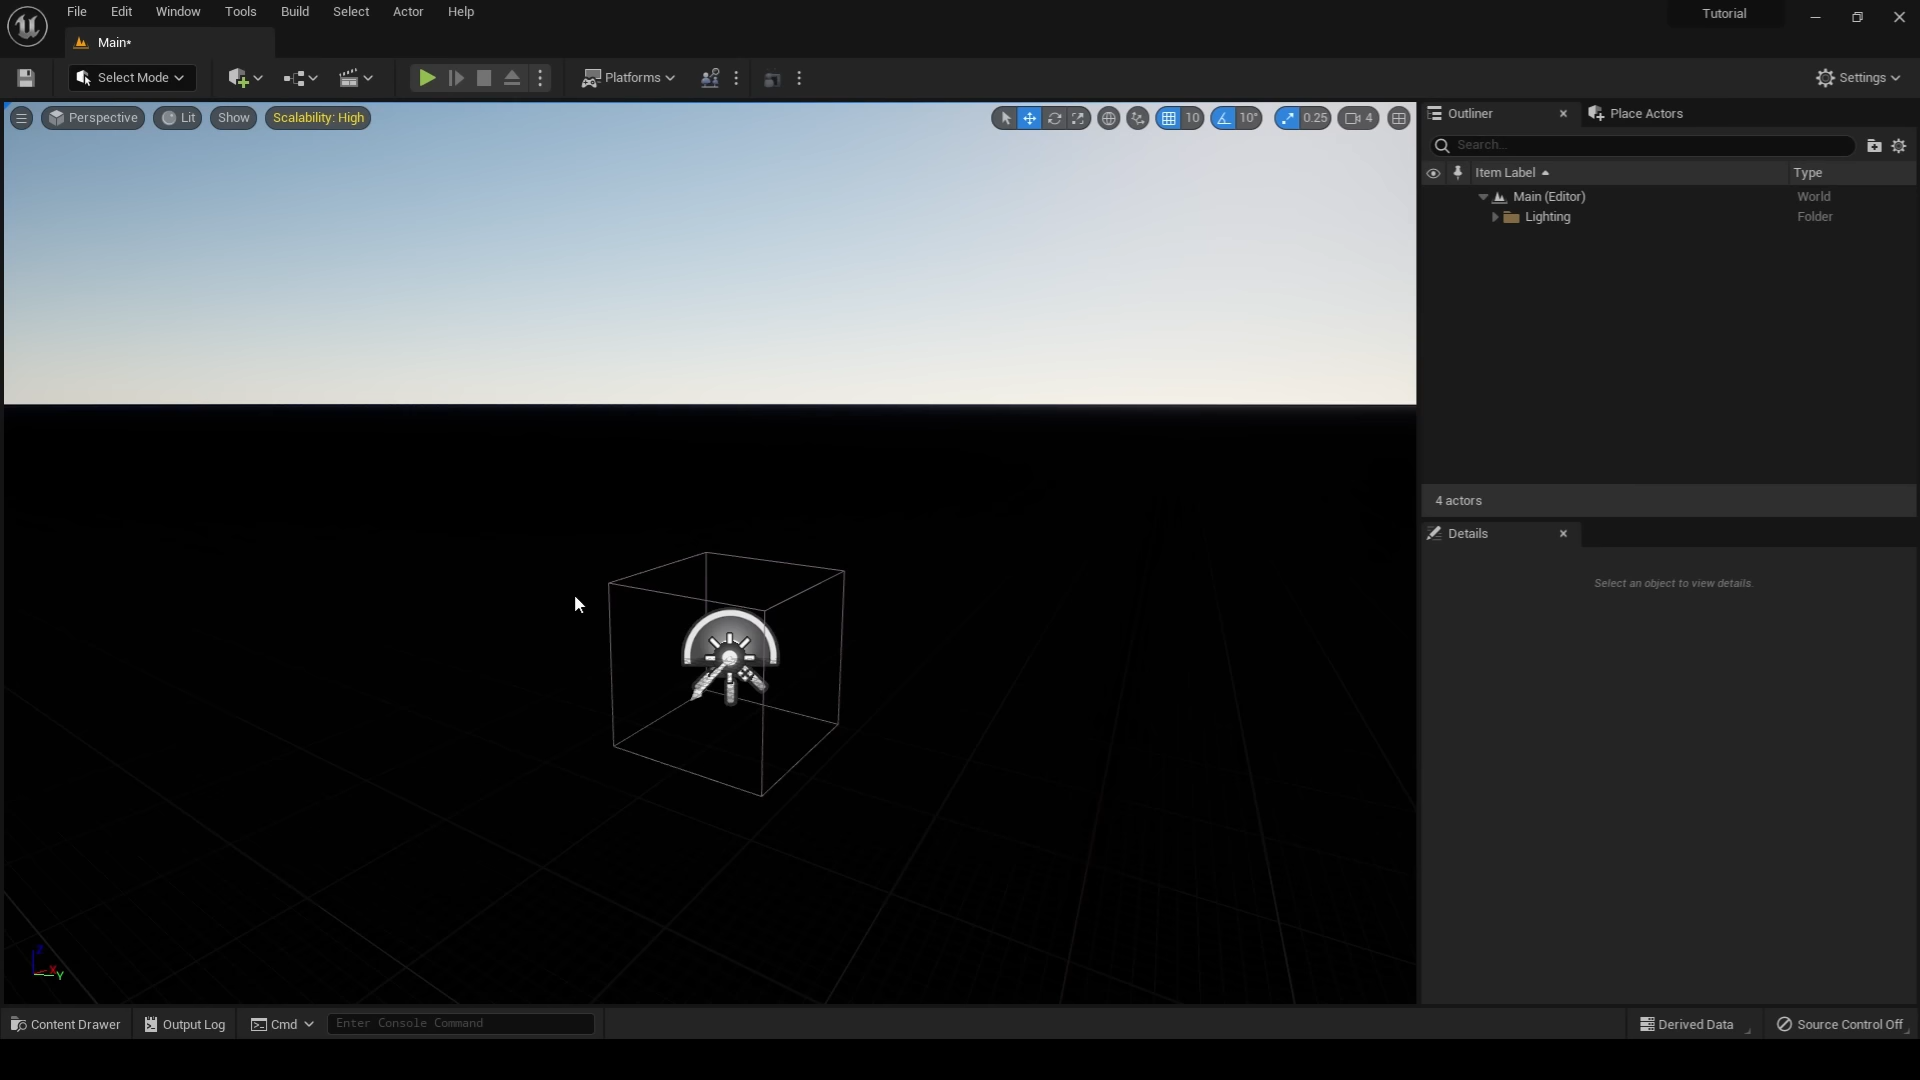 File Edit Window Tools Build Select Actor Help
Tutorial
Main*
Select Mode
Platforms
Settings
Perspective Lit Show Scalability: High
10 10° 0.25 4
Outliner
Place Actors
Search...
Item Label Type
Main (Editor) World
Lighting Folder
4 actors
Details
Select an object to view details.
Z
X
Y
Content Drawer Output Log Cmd Enter Console Command
Derived Data Source Control Off